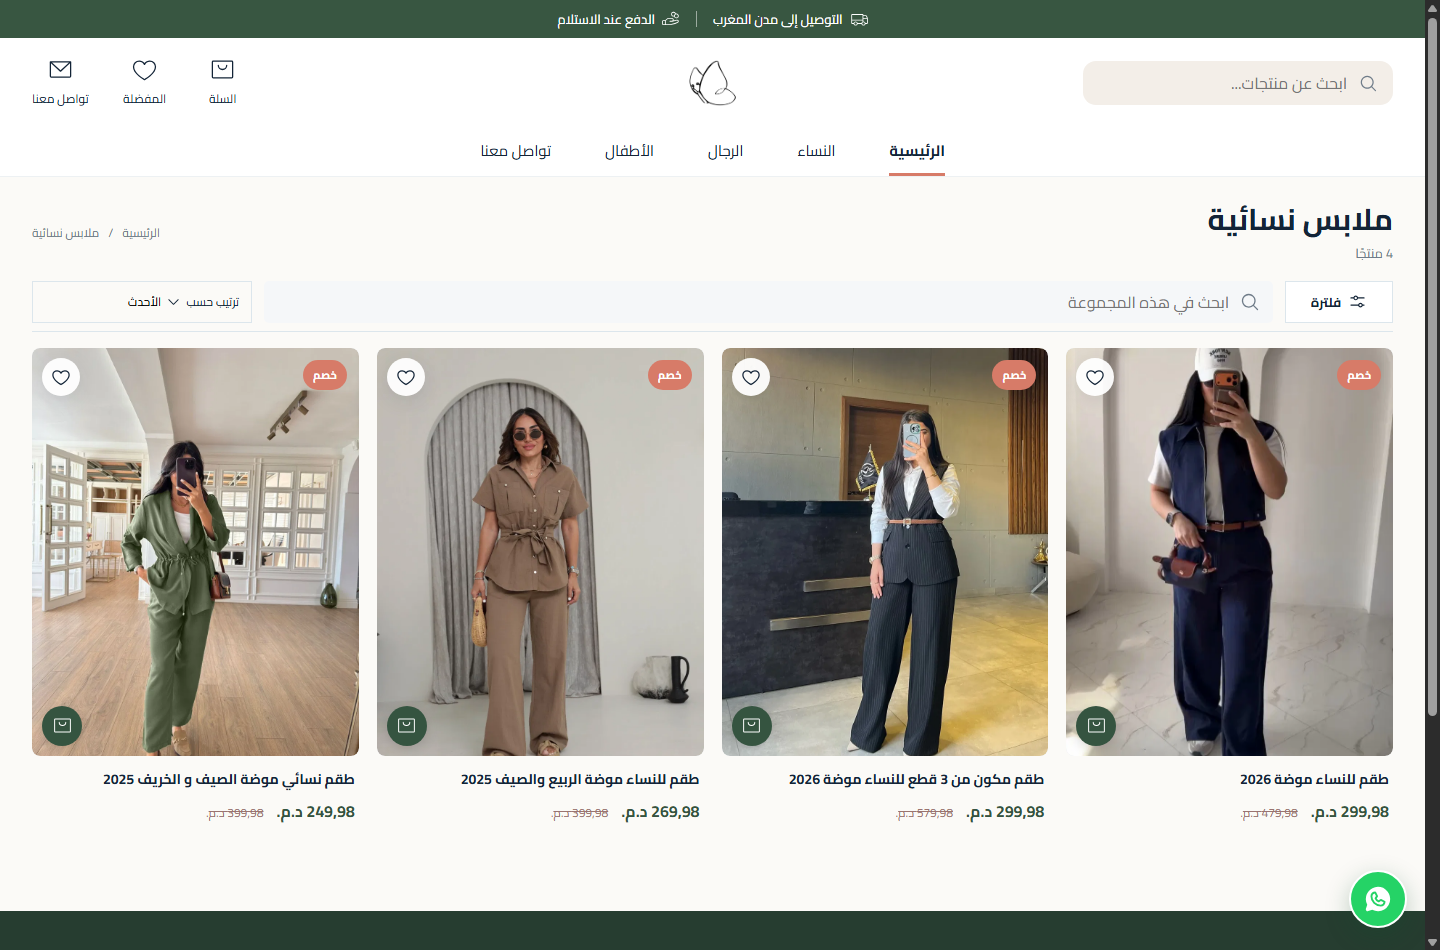 التوصيل إلى مدن المغرب
الدفع عند الاستلام
ابحث عن منتجات...
السلة
المفضلة
تواصل معنا
الرئيسية
النساء
الرجال
الأطفال
تواصل معنا
ملابس نسائية
4 منتجًا
الرئيسية / ملابس نسائية
فلترة
ابحث في هذه المجموعة
ترتيب حسب
الأحدث
خصم
خصم
خصم
خصم
طقم للنساء موضة 2026
299,98 د.م. 479,98 د.م.
طقم مكون من 3 قطع للنساء موضة 2026
299,98 د.م. 579,98 د.م.
طقم للنساء موضة الربيع والصيف 2025
269,98 د.م. 399,98 د.م.
طقم نسائي موضة الصيف و الخريف 2025
249,98 د.م. 399,98 د.م.